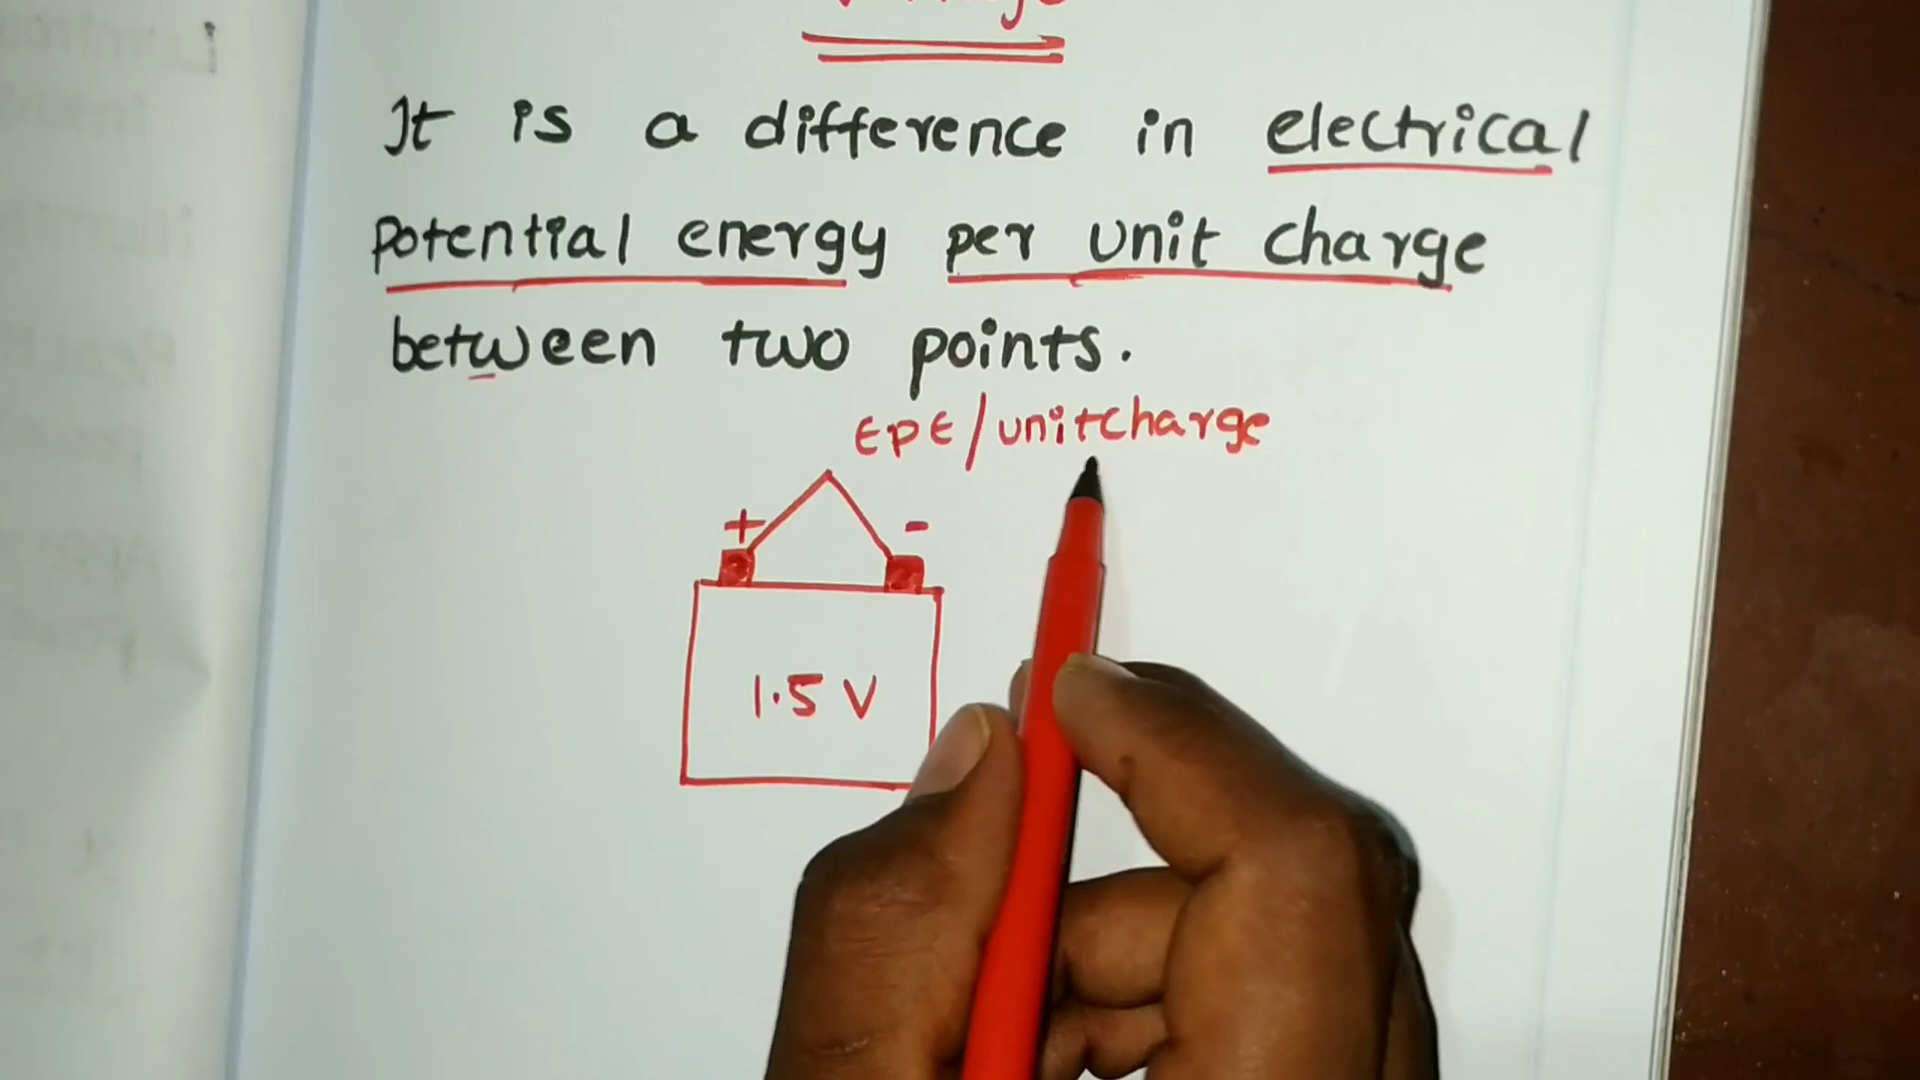 It is a difference in electrical
potential energy per unit charge
between two points.
EPE/unitcharge
+ -
1.5 V